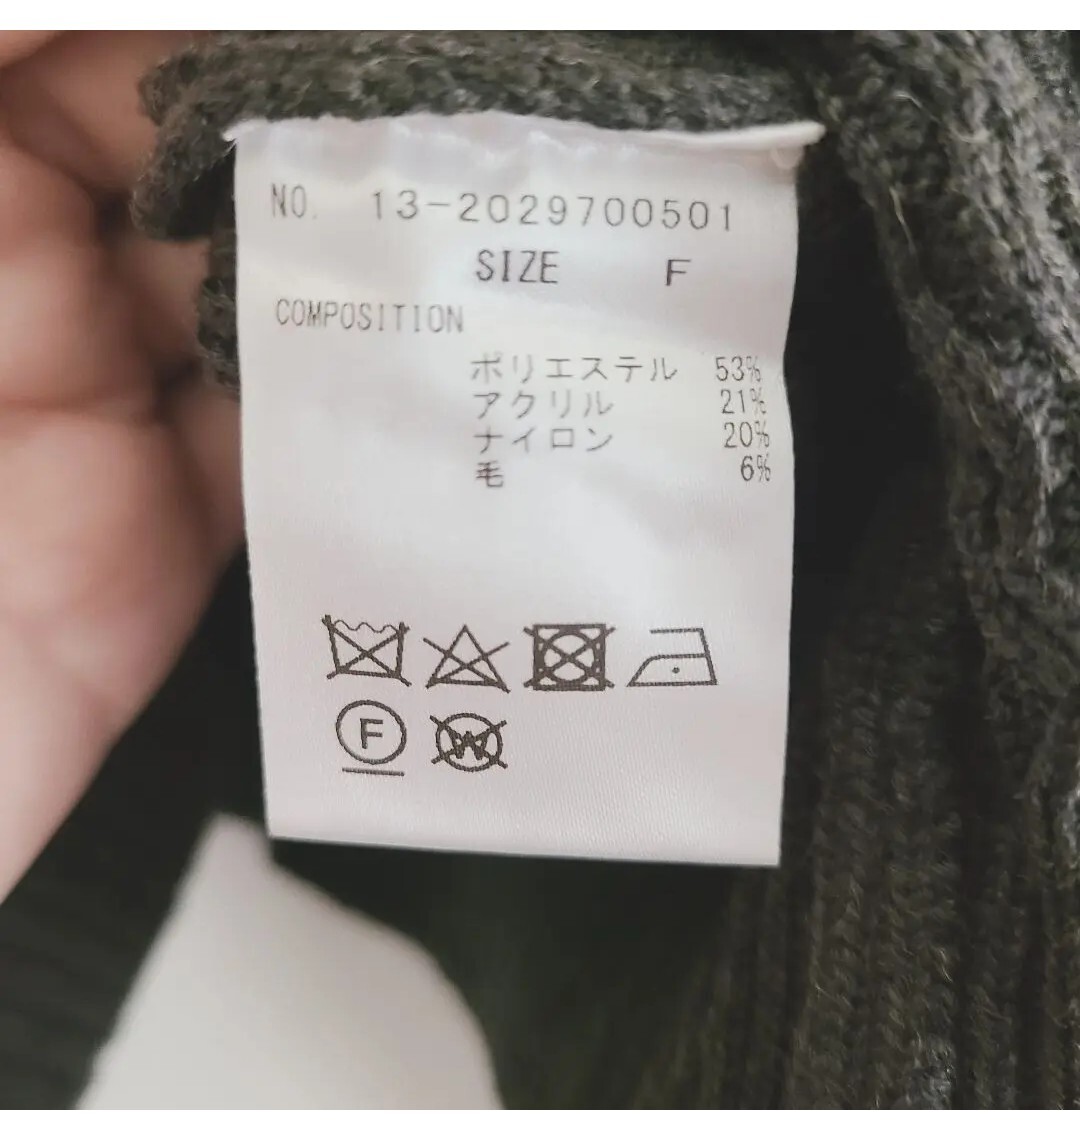 NO. 13-2029700501
SIZE F
COMPOSITION
ポリエステル 53%
アクリル 21%
ナイロン 20%
毛 6%
F
W